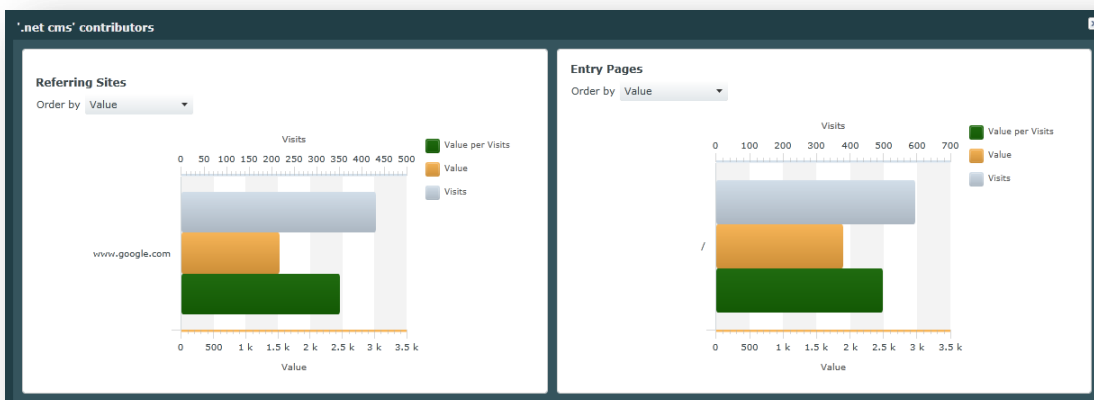 '.net cms' contributors
Referring Sites
Order by Value
Visits
0 50 100 150 200 250 300 350 400 450 500
www.google.com
0 500 1 k 1.5 k 2 k 2.5 k 3 k 3.5 k
Value
Value per Visits
Value
Visits
Entry Pages
Order by Value
Visits
0 100 200 300 400 500 600 700
/
0 500 1 k 1.5 k 2 k 2.5 k 3 k 3.5 k
Value
Value per Visits
Value
Visits